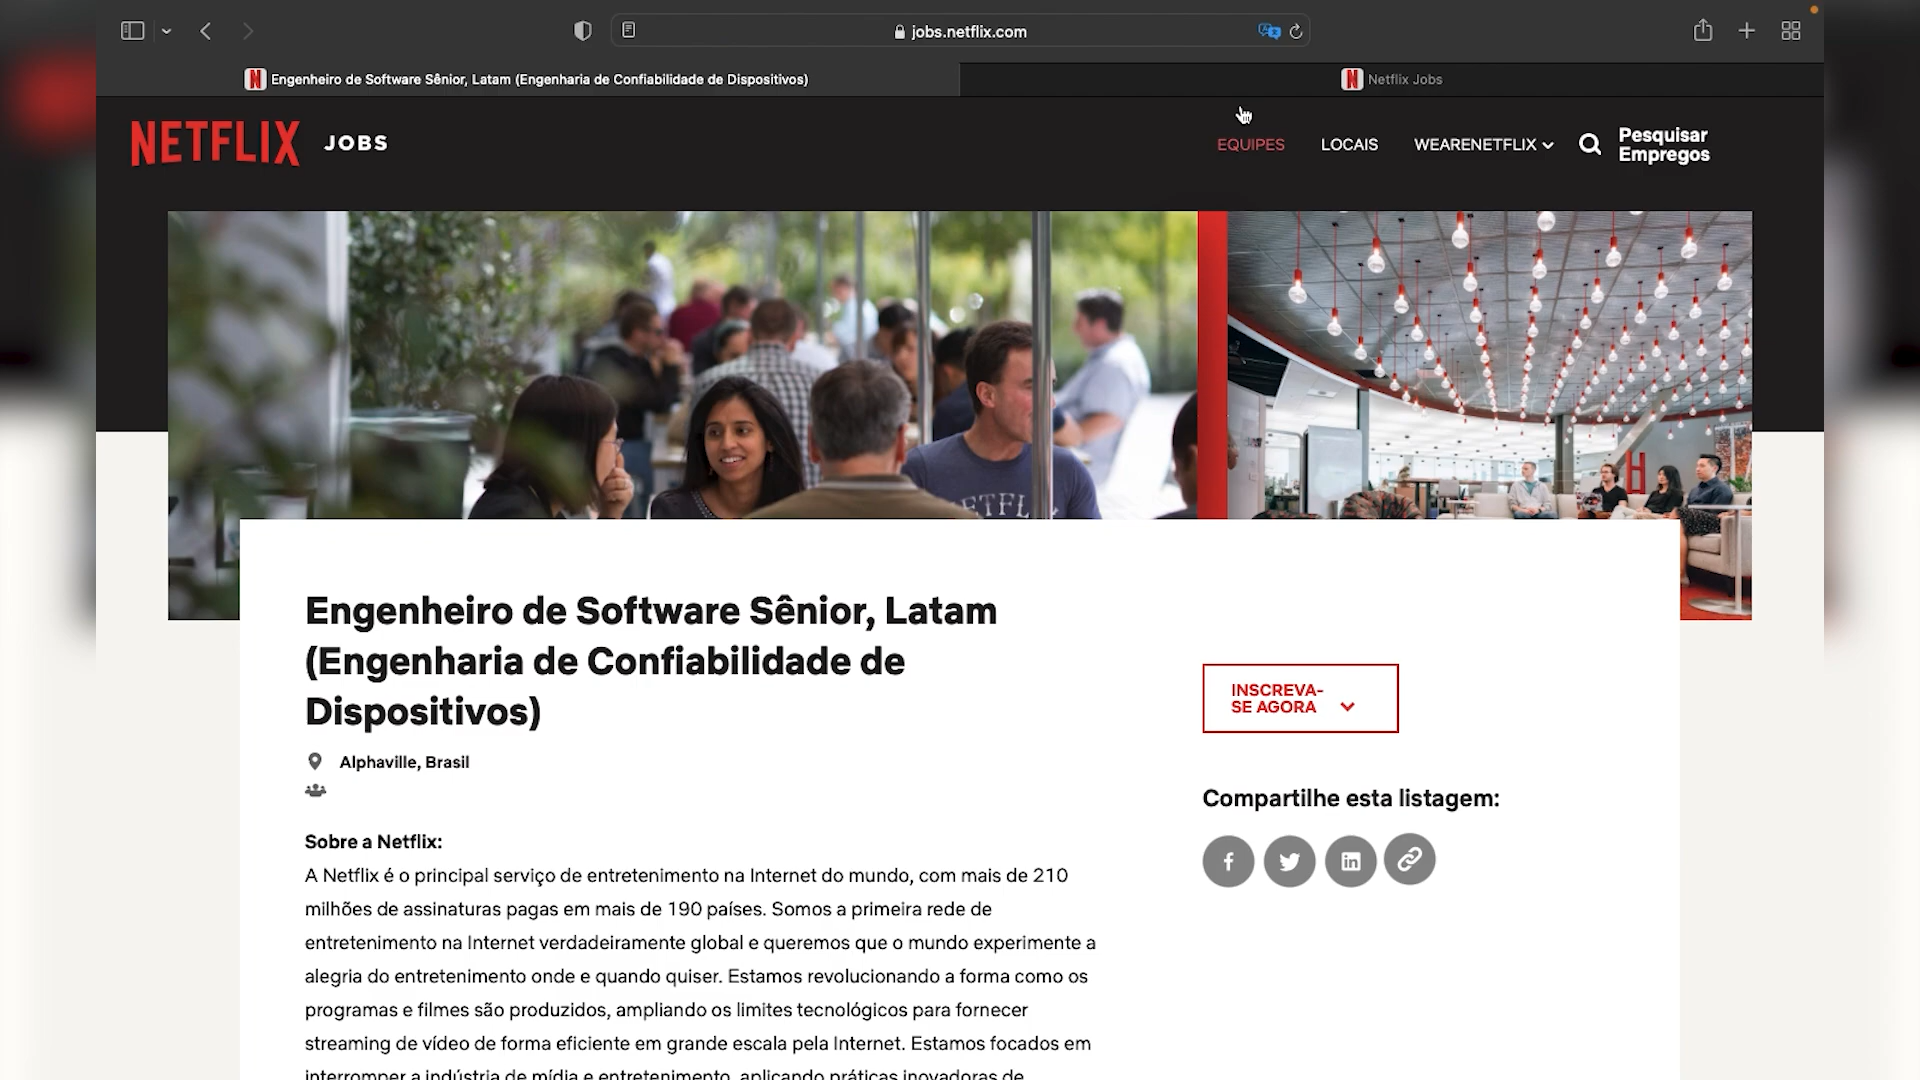 jobs.netflix.com
Engenheiro de Software Sênior, Latam (Engenharia de Confiabilidade de Dispositivos)
Netflix Jobs
NETFLIX JOBS
EQUIPES
LOCAIS
WEARENETFLIX
Pesquisar
Empregos
Engenheiro de Software Sênior, Latam
(Engenharia de Confiabilidade de
Dispositivos)
Alphaville, Brasil
INSCREVA-
SE AGORA
Compartilhe esta listagem:
Sobre a Netflix:
A Netflix é o principal serviço de entretenimento na Internet do mundo, com mais de 210
milhões de assinaturas pagas em mais de 190 países. Somos a primeira rede de
entretenimento na Internet verdadeiramente global e queremos que o mundo experimente a
alegria do entretenimento onde e quando quiser. Estamos revolucionando a forma como os
programas e filmes são produzidos, ampliando os limites tecnológicos para fornecer
streaming de vídeo de forma eficiente em grande escala pela Internet. Estamos focados em
interromper a indústria de mídia e entretenimento, aplicando práticas inovadoras de